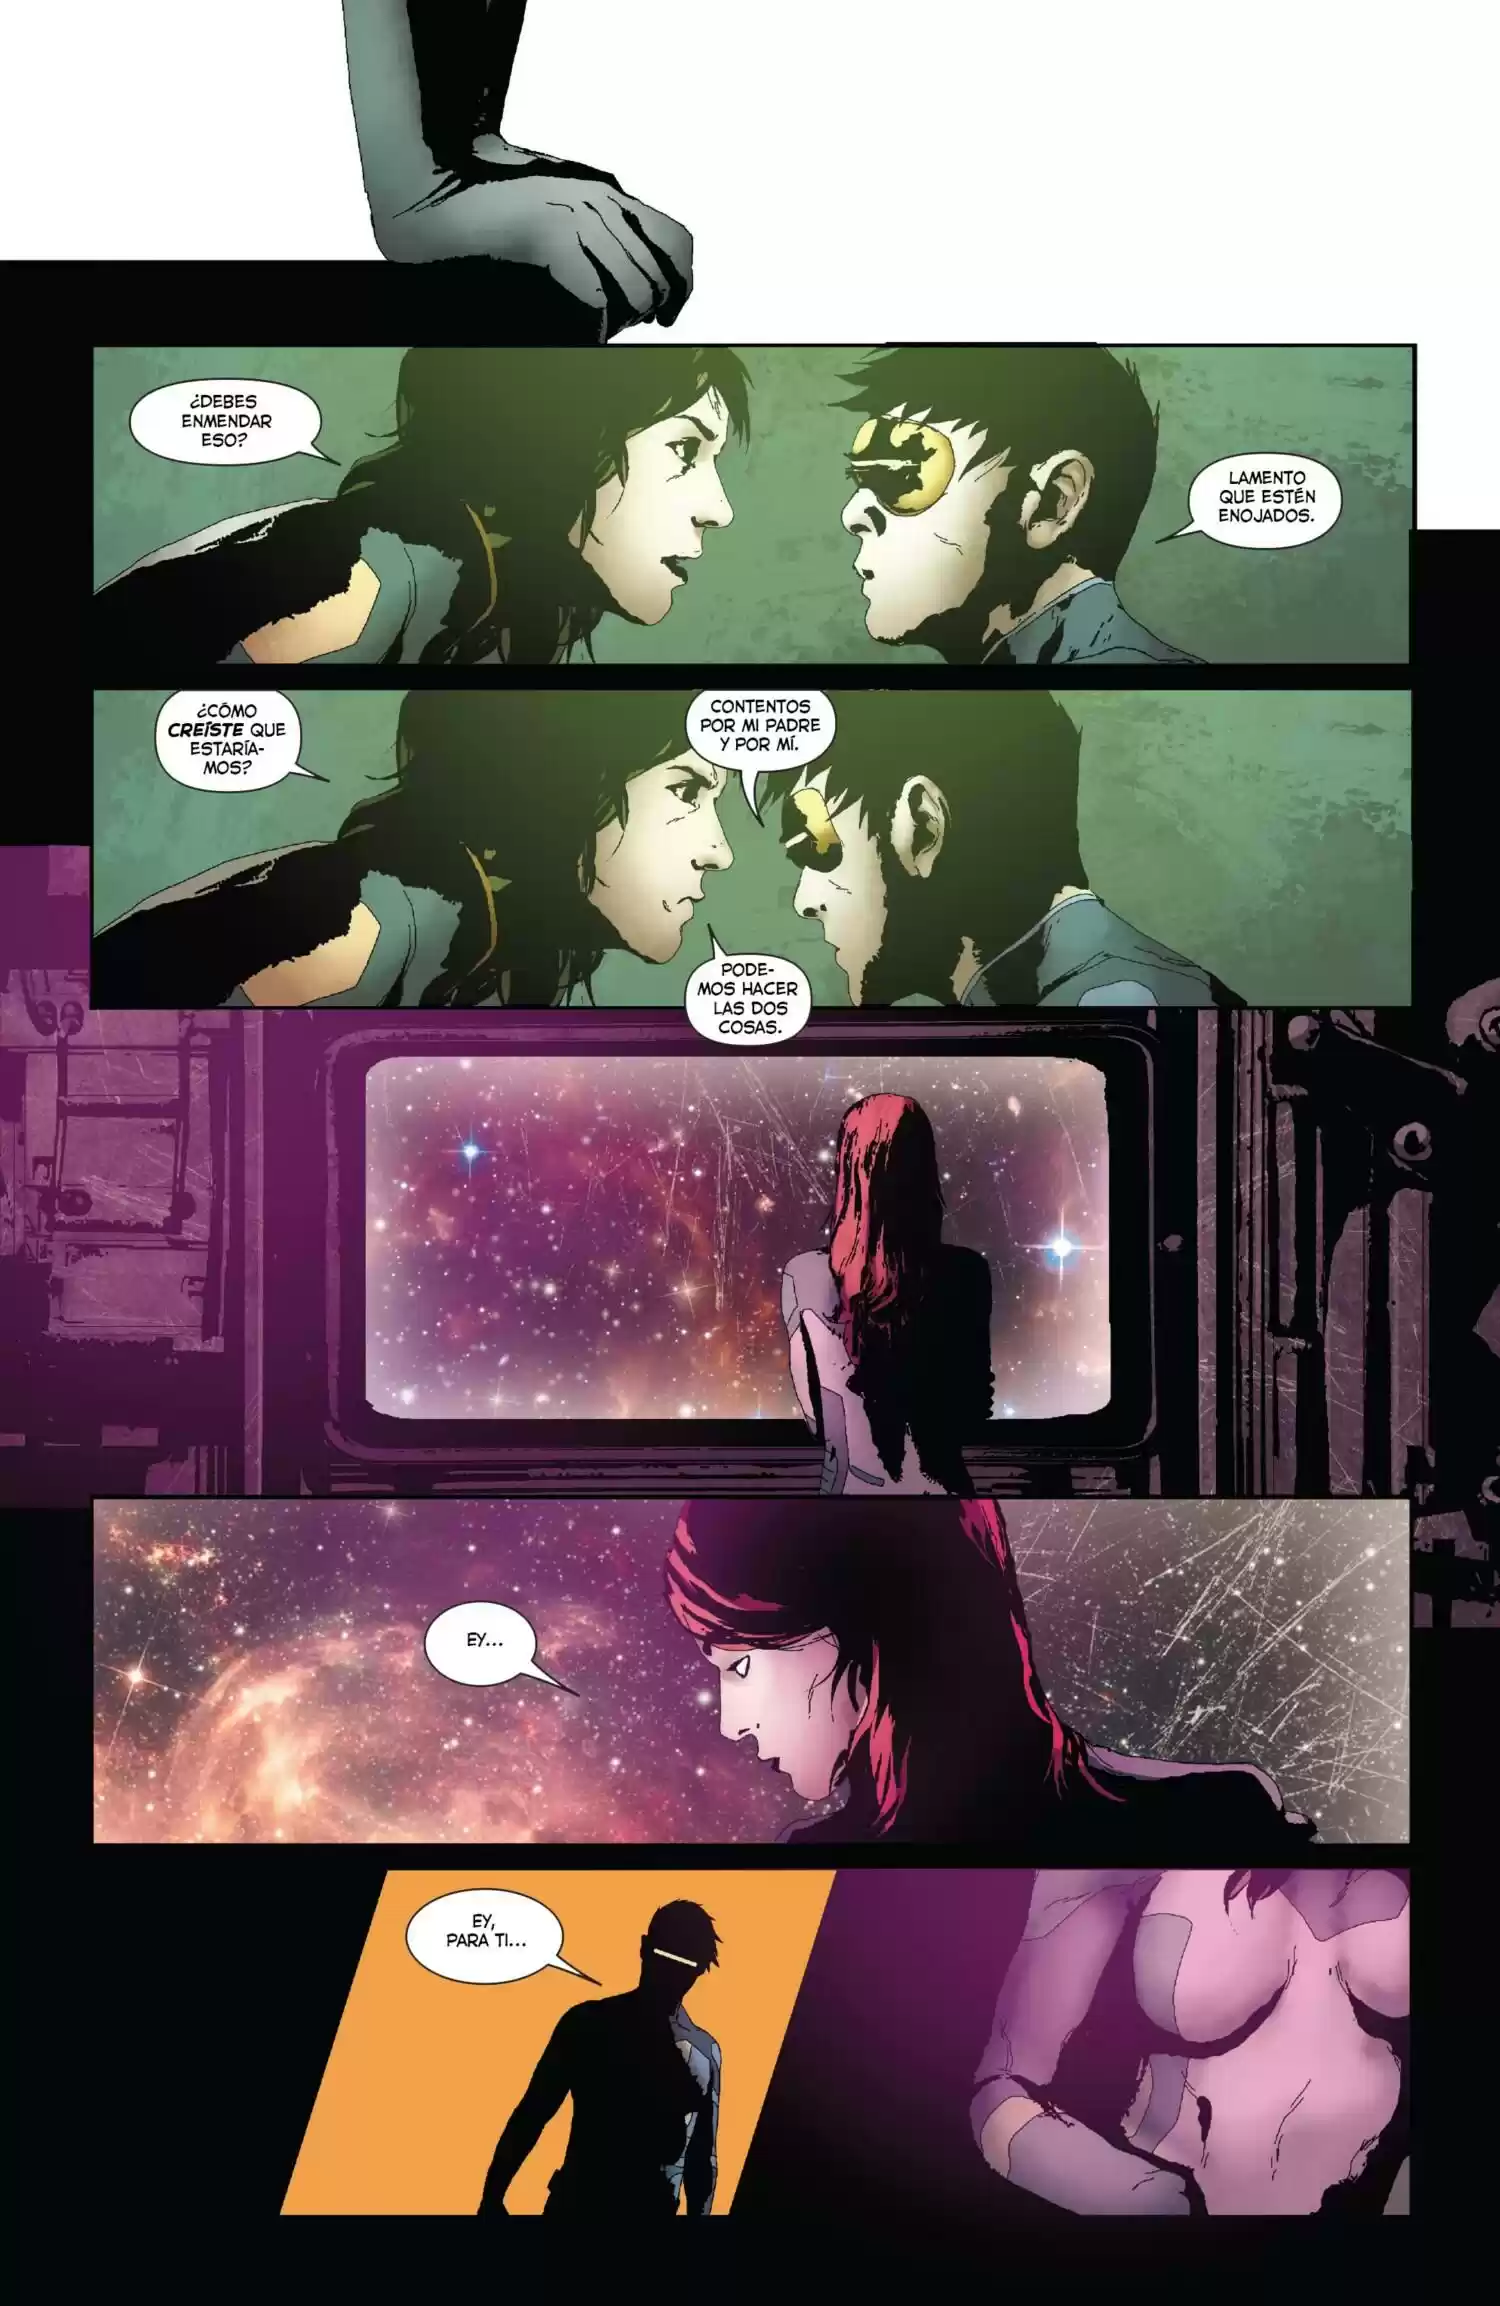 ¿DEBES
ENMENDAR
ESO?
LAMENTO
QUE ESTÉN
ENOJADOS.
¿CÓMO
CREÍSTE QUE
ESTARÍA-
MOS?
CONTENTOS
POR MI PADRE
Y POR MÍ.
PODE-
MOS HACER
LAS DOS
COSAS.
EY...
EY,
PARA TI...